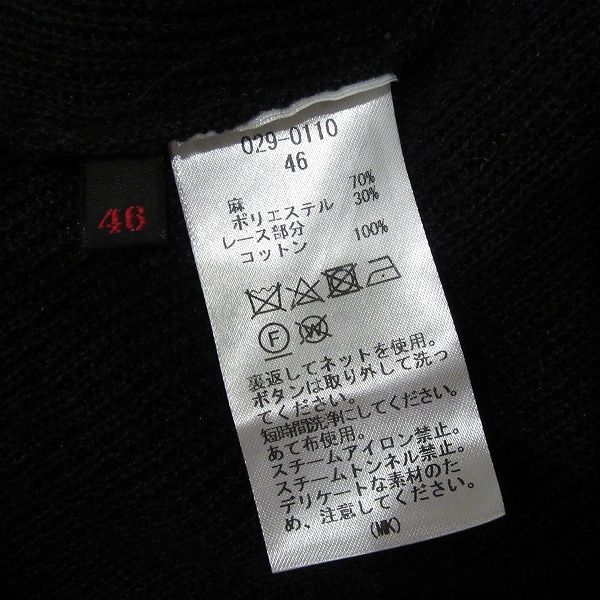 46
029-0110
46
麻 70%
ポリエステル 30%
レース部分
コットン 100%
F W
裏返してネットを使用。
ボタンは取り外して洗っ
てください。
短時間洗浄にしてください。
あて布使用。
スチームアイロン禁止。
スチームトンネル禁止。
デリケートな素材のた
め、注意してください。
(MK)